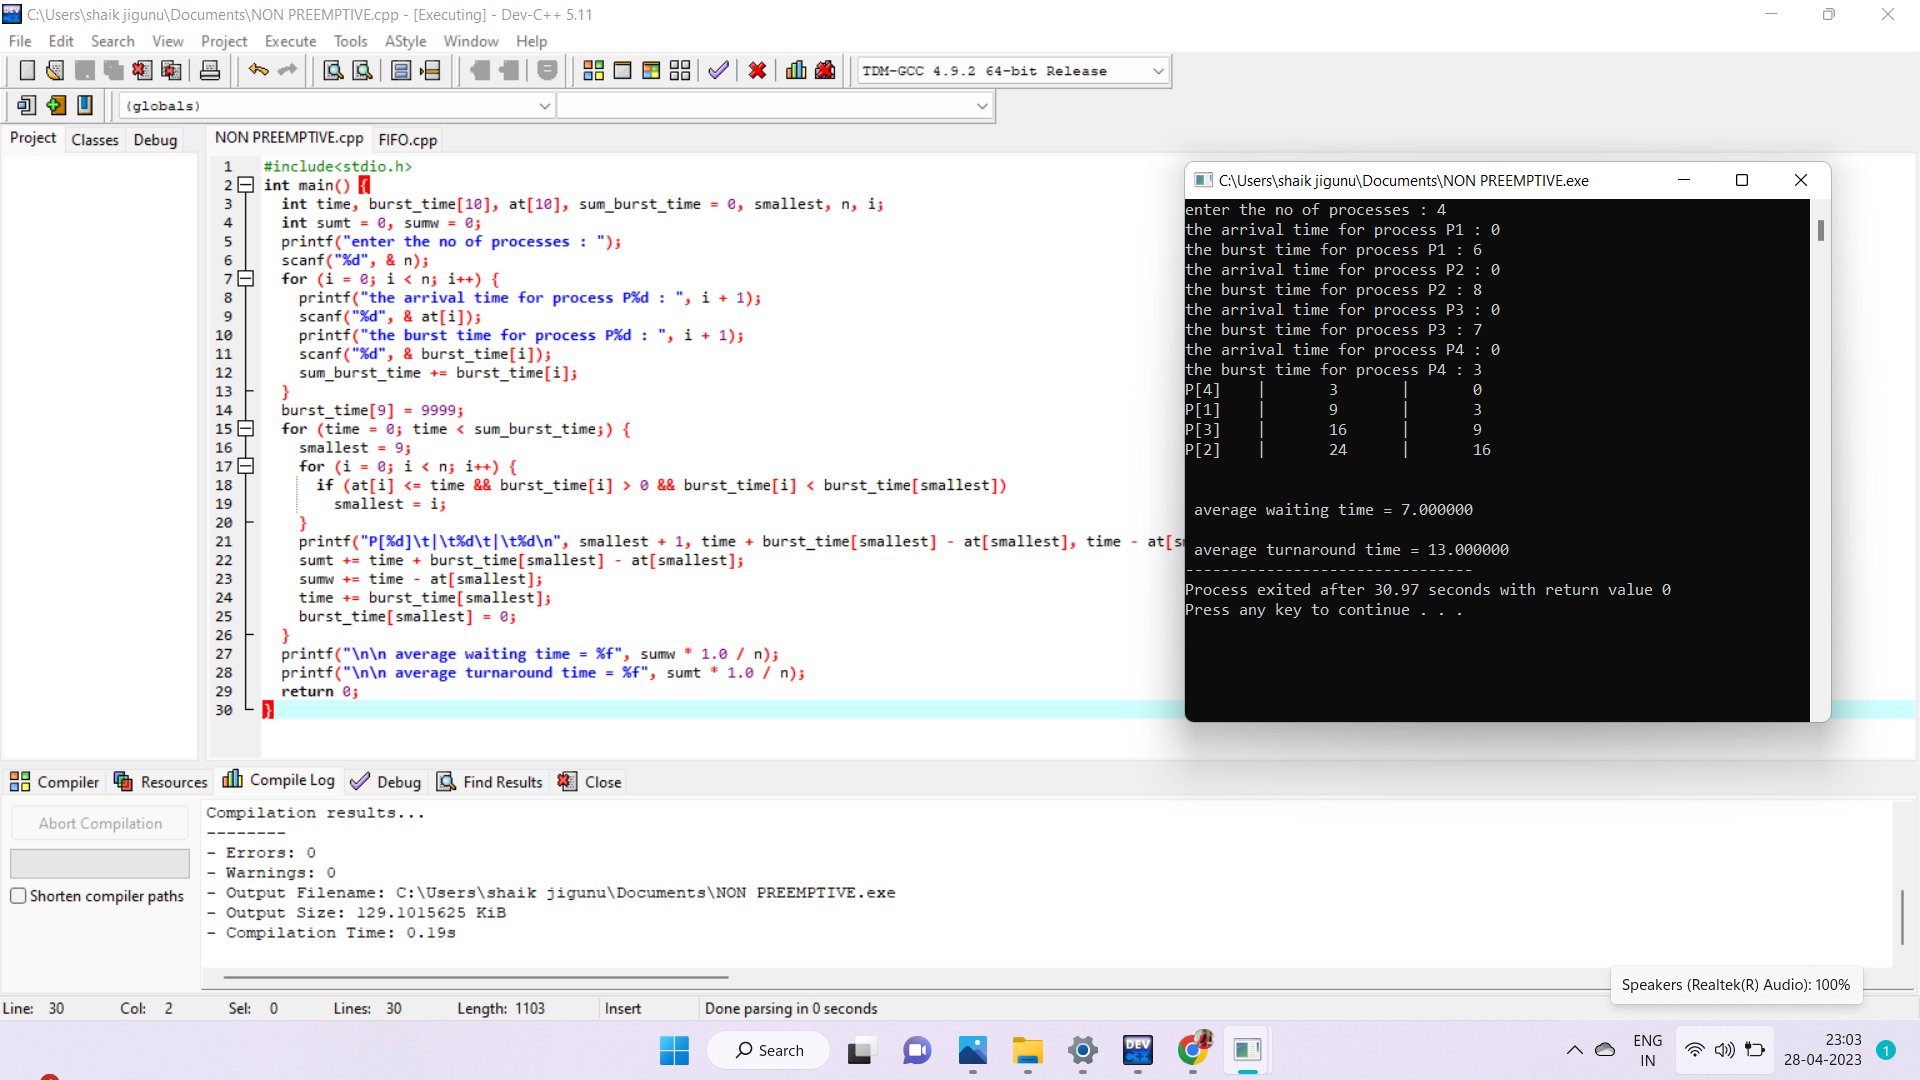 C:\Users\shaik jigunu\Documents\NON PREEMPTIVE.cpp - [Executing] - Dev-C++ 5.11
File Edit Search View Project Execute Tools AStyle Window Help
TDM-GCC 4.9.2 64-bit Release
(globals)
Project Classes Debug
NON PREEMPTIVE.cpp FIFO.cpp
1 #include<stdio.h>
2 int main() {
3 int time, burst_time[10], at[10], sum_burst_time = 0, smallest, n, i;
4 int sumt = 0, sumw = 0;
5 printf("enter the no of processes : ");
6 scanf("%d", & n);
7 for (i = 0; i < n; i++) {
8 printf("the arrival time for process P%d : ", i + 1);
9 scanf("%d", & at[i]);
10 printf("the burst time for process P%d : ", i + 1);
11 scanf("%d", & burst_time[i]);
12 sum_burst_time += burst_time[i];
13 }
14 burst_time[9] = 9999;
15 for (time = 0; time < sum_burst_time;) {
16 smallest = 9;
17 for (i = 0; i < n; i++) {
18 if (at[i] <= time && burst_time[i] > 0 && burst_time[i] < burst_time[smallest])
19 smallest = i;
20 }
21 printf("P[%d]\t|\t%d\t|\t%d\n", smallest + 1, time + burst_time[smallest] - at[smallest], time - at[s
22 sumt += time + burst_time[smallest] - at[smallest];
23 sumw += time - at[smallest];
24 time += burst_time[smallest];
25 burst_time[smallest] = 0;
26 }
27 printf("\n\n average waiting time = %f", sumw * 1.0 / n);
28 printf("\n\n average turnaround time = %f", sumt * 1.0 / n);
29 return 0;
30 }
C:\Users\shaik jigunu\Documents\NON PREEMPTIVE.exe
enter the no of processes : 4
the arrival time for process P1 : 0
the burst time for process P1 : 6
the arrival time for process P2 : 0
the burst time for process P2 : 8
the arrival time for process P3 : 0
the burst time for process P3 : 7
the arrival time for process P4 : 0
the burst time for process P4 : 3
P[4] | 3 | 0
P[1] | 9 | 3
P[3] | 16 | 9
P[2] | 24 | 16
average waiting time = 7.000000
average turnaround time = 13.000000
--------------------------------
Process exited after 30.97 seconds with return value 0
Press any key to continue . . .
Compiler Resources Compile Log Debug Find Results Close
Abort Compilation
Shorten compiler paths
Compilation results...
--------
- Errors: 0
- Warnings: 0
- Output Filename: C:\Users\shaik jigunu\Documents\NON PREEMPTIVE.exe
- Output Size: 129.1015625 KiB
- Compilation Time: 0.19s
Speakers (Realtek(R) Audio): 100%
Line: 30 Col: 2 Sel: 0 Lines: 30 Length: 1103 Insert Done parsing in 0 seconds
Search
DEV C++
ENG
IN
23:03
28-04-2023
1